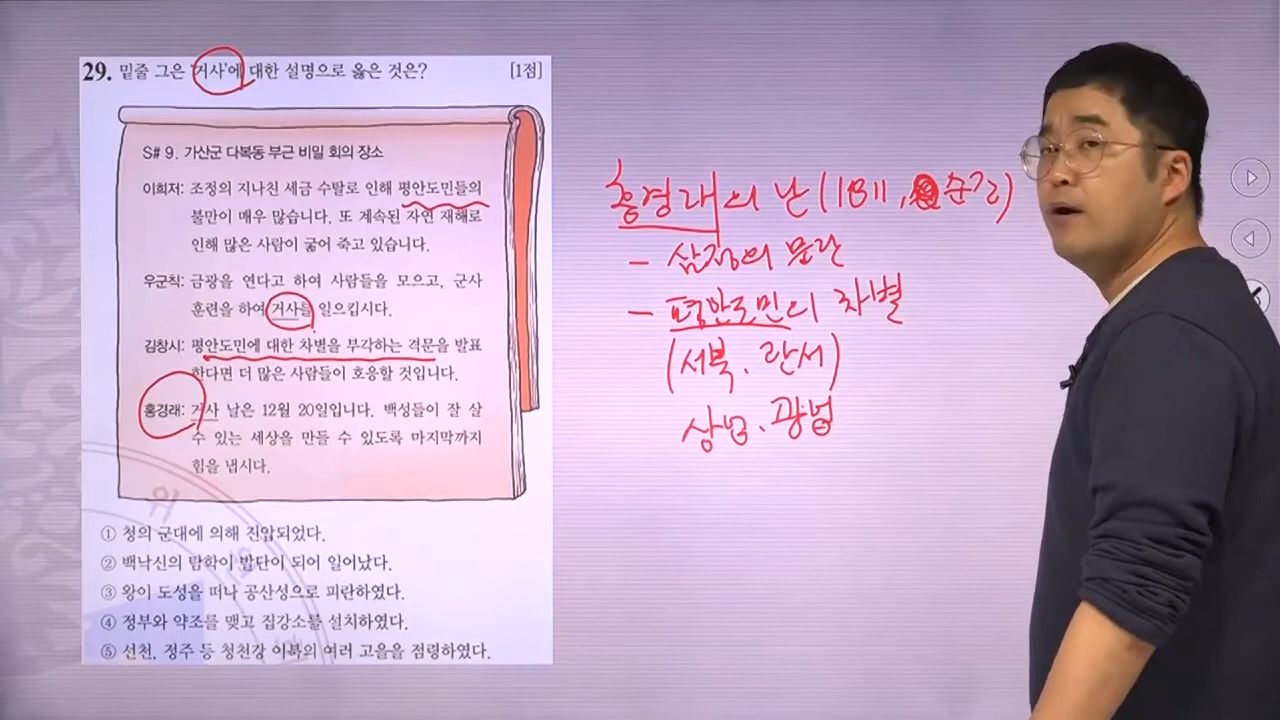 29. 밑줄 그은 '거사'에 대한 설명으로 옳은 것은? [1점]
S# 9. 가산군 다복동 부근 비밀 회의 장소
이희저: 조정의 지나친 세금 수탈로 인해 평안도민들의
불만이 매우 많습니다. 또 계속된 자연 재해로
인해 많은 사람이 굶어 죽고 있습니다.
우군칙: 금광을 연다고 하여 사람들을 모으고, 군사
훈련을 하여 거사를 일으킵시다.
김창시: 평안도민에 대한 차별을 부각하는 격문을 발표
한다면 더 많은 사람들이 호응할 것입니다.
홍경래: 거사 날은 12월 20일입니다. 백성들이 잘 살
수 있는 세상을 만들 수 있도록 마지막까지
힘을 냅시다.
① 청의 군대에 의해 진압되었다.
② 백낙신의 탐학이 발단이 되어 일어났다.
③ 왕이 도성을 떠나 공산성으로 피란하였다.
④ 정부와 약조를 맺고 집강소를 설치하였다.
⑤ 선천, 정주 등 청천강 이북의 여러 고을을 점령하였다.
홍경래의 난(1811, 순조)
- 삼정의 문란
- 평안도민의 차별
(서북, 관서)
상업, 광업